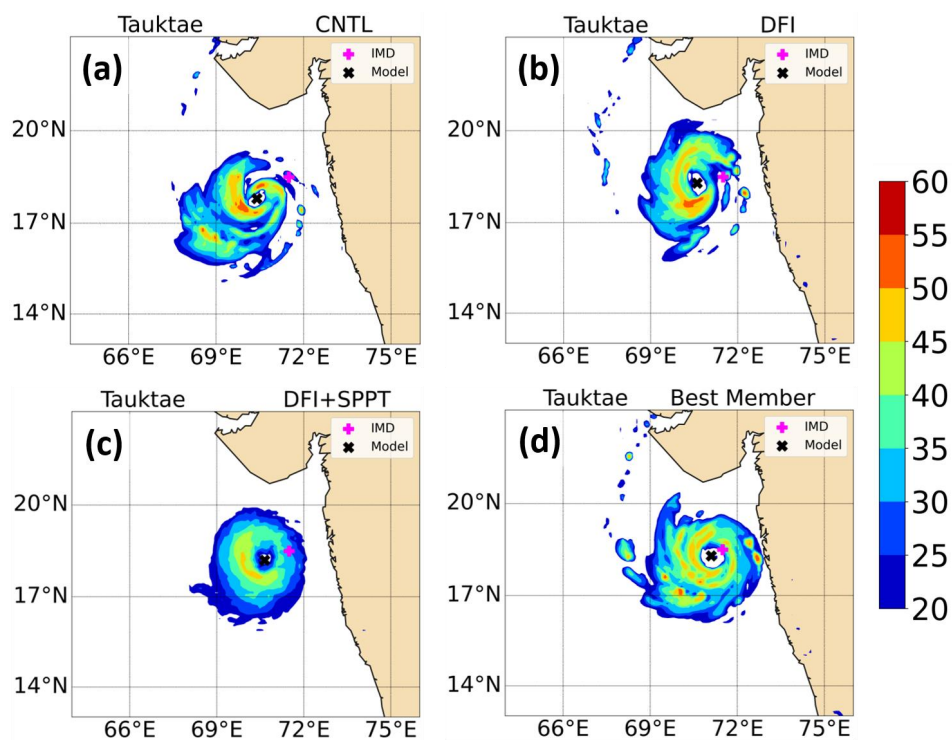 Tauktae CNTL
(a)
IMD
Model
20°N
17°N
14°N
66°E 69°E 72°E 75°E
Tauktae DFI
(b)
IMD
Model
20°N
17°N
14°N
66°E 69°E 72°E 75°E
Tauktae DFI+SPPT
(c)
IMD
Model
20°N
17°N
14°N
66°E 69°E 72°E 75°E
Tauktae Best Member
(d)
IMD
Model
20°N
17°N
14°N
66°E 69°E 72°E 75°E
60
55
50
45
40
35
30
25
20